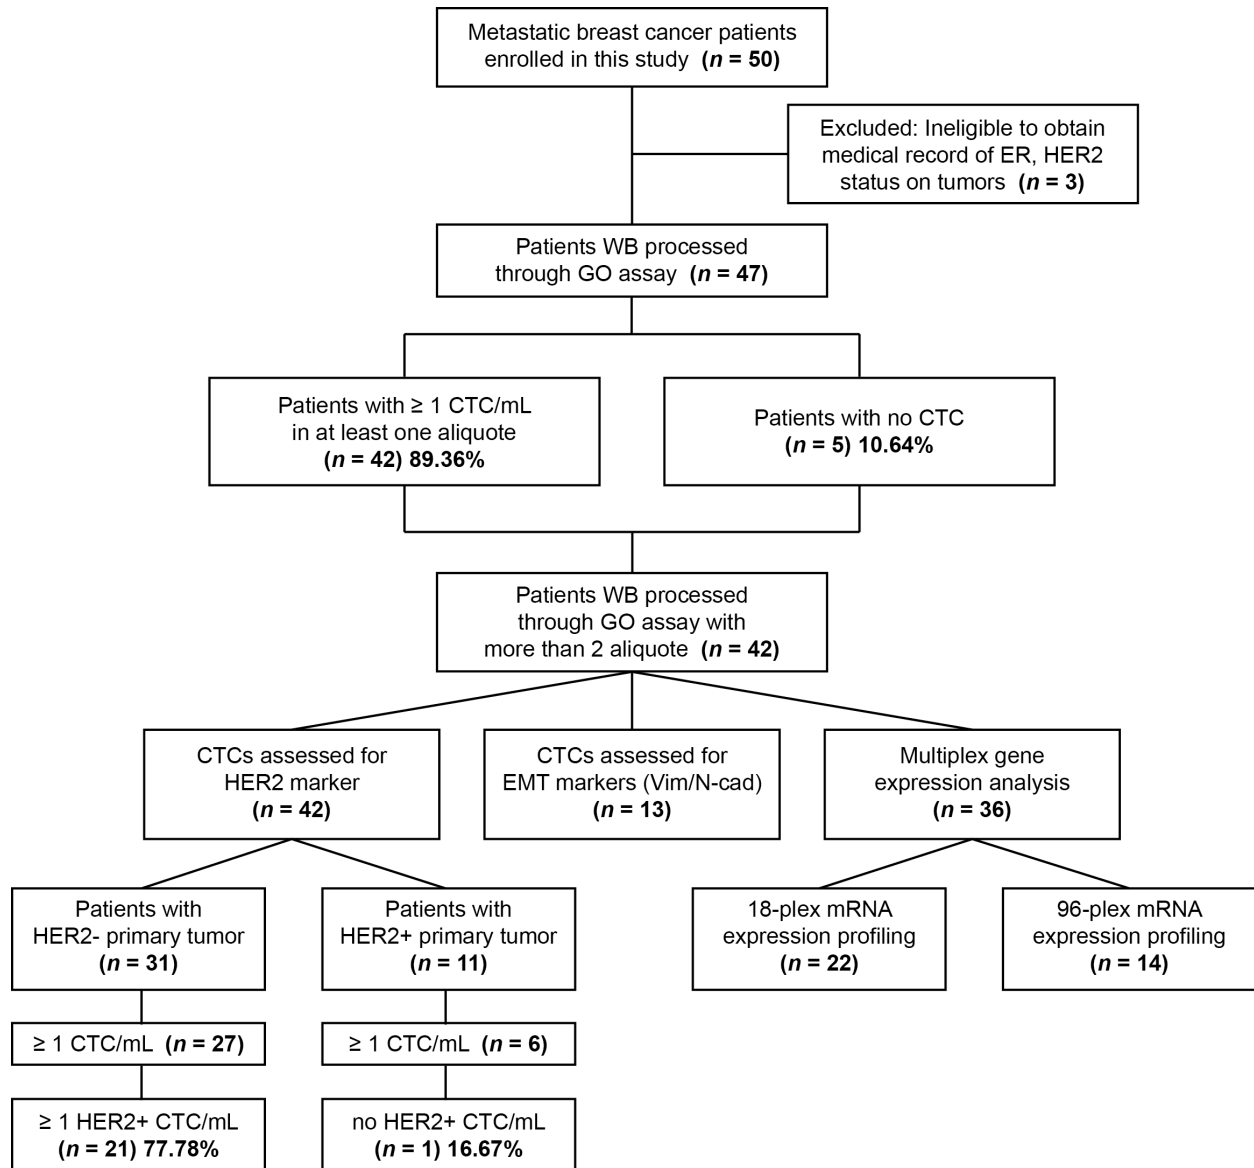 Metastatic breast cancer patients
enrolled in this study (n = 50)
Excluded: Ineligible to obtain
medical record of ER, HER2
status on tumors (n = 3)
Patients WB processed
through GO assay (n = 47)
Patients with ≥ 1 CTC/mL
in at least one aliquote
(n = 42) 89.36%
Patients with no CTC
(n = 5) 10.64%
Patients WB processed
through GO assay with
more than 2 aliquote (n = 42)
CTCs assessed for
HER2 marker
(n = 42)
CTCs assessed for
EMT markers (Vim/N-cad)
(n = 13)
Multiplex gene
expression analysis
(n = 36)
Patients with
HER2- primary tumor
(n = 31)
Patients with
HER2+ primary tumor
(n = 11)
18-plex mRNA
expression profiling
(n = 22)
96-plex mRNA
expression profiling
(n = 14)
≥ 1 CTC/mL (n = 27)
≥ 1 CTC/mL (n = 6)
≥ 1 HER2+ CTC/mL
(n = 21) 77.78%
no HER2+ CTC/mL
(n = 1) 16.67%